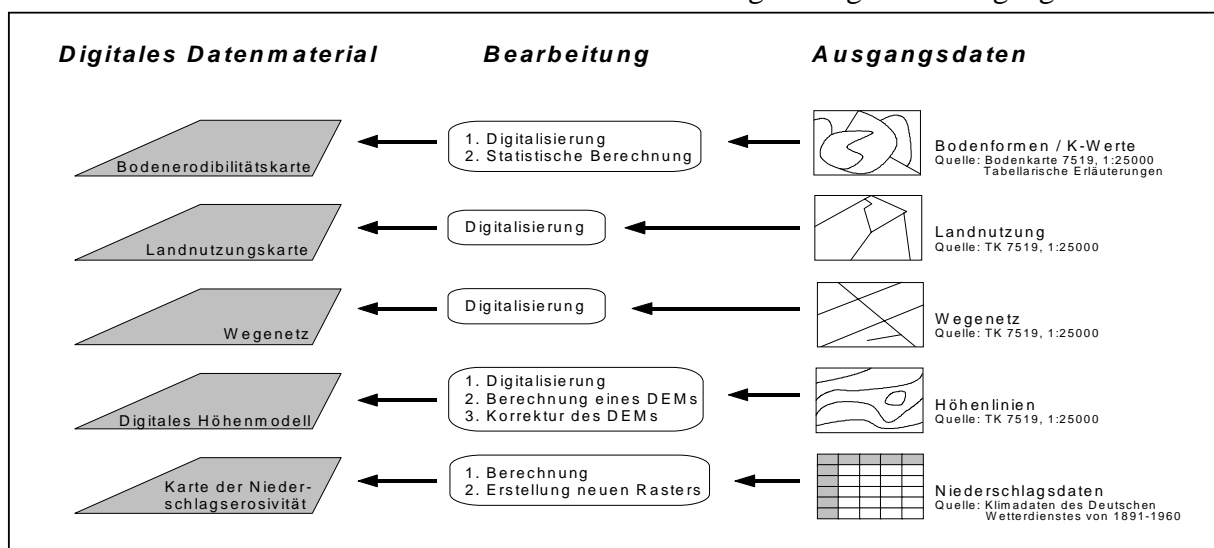 Digitales Datenmaterial
Bearbeitung
Ausgangsdaten
Bodenerodibilitätskarte
1. Digitalisierung
2. Statistische Berechnung
Bodenformen / K-Werte
Quelle: Bodenkarte 7519, 1:25000
Tabellarische Erläuterungen
Landnutzungskarte
Digitalisierung
Landnutzung
Quelle: TK 7519, 1:25000
Wegenetz
Digitalisierung
Wegenetz
Quelle: TK 7519, 1:25000
Digitales Höhenmodell
1. Digitalisierung
2. Berechnung eines DEMs
3. Korrektur des DEMs
Höhenlinien
Quelle: TK 7519, 1:25000
Karte der Nieder-
schlagserosivität
1. Berechnung
2. Erstellung neuen Rasters
Niederschlagsdaten
Quelle: Klimadaten des Deutschen
Wetterdienstes von 1891-1960